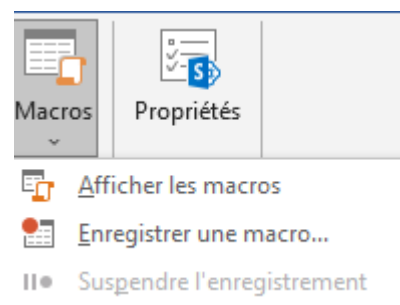 Macros
Propriétés
Afficher les macros
Enregistrer une macro...
Suspendre l'enregistrement